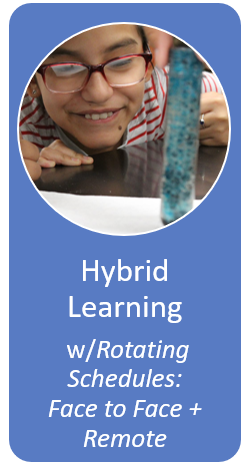 Hybrid
Learning
w/Rotating
Schedules:
Face to Face +
Remote